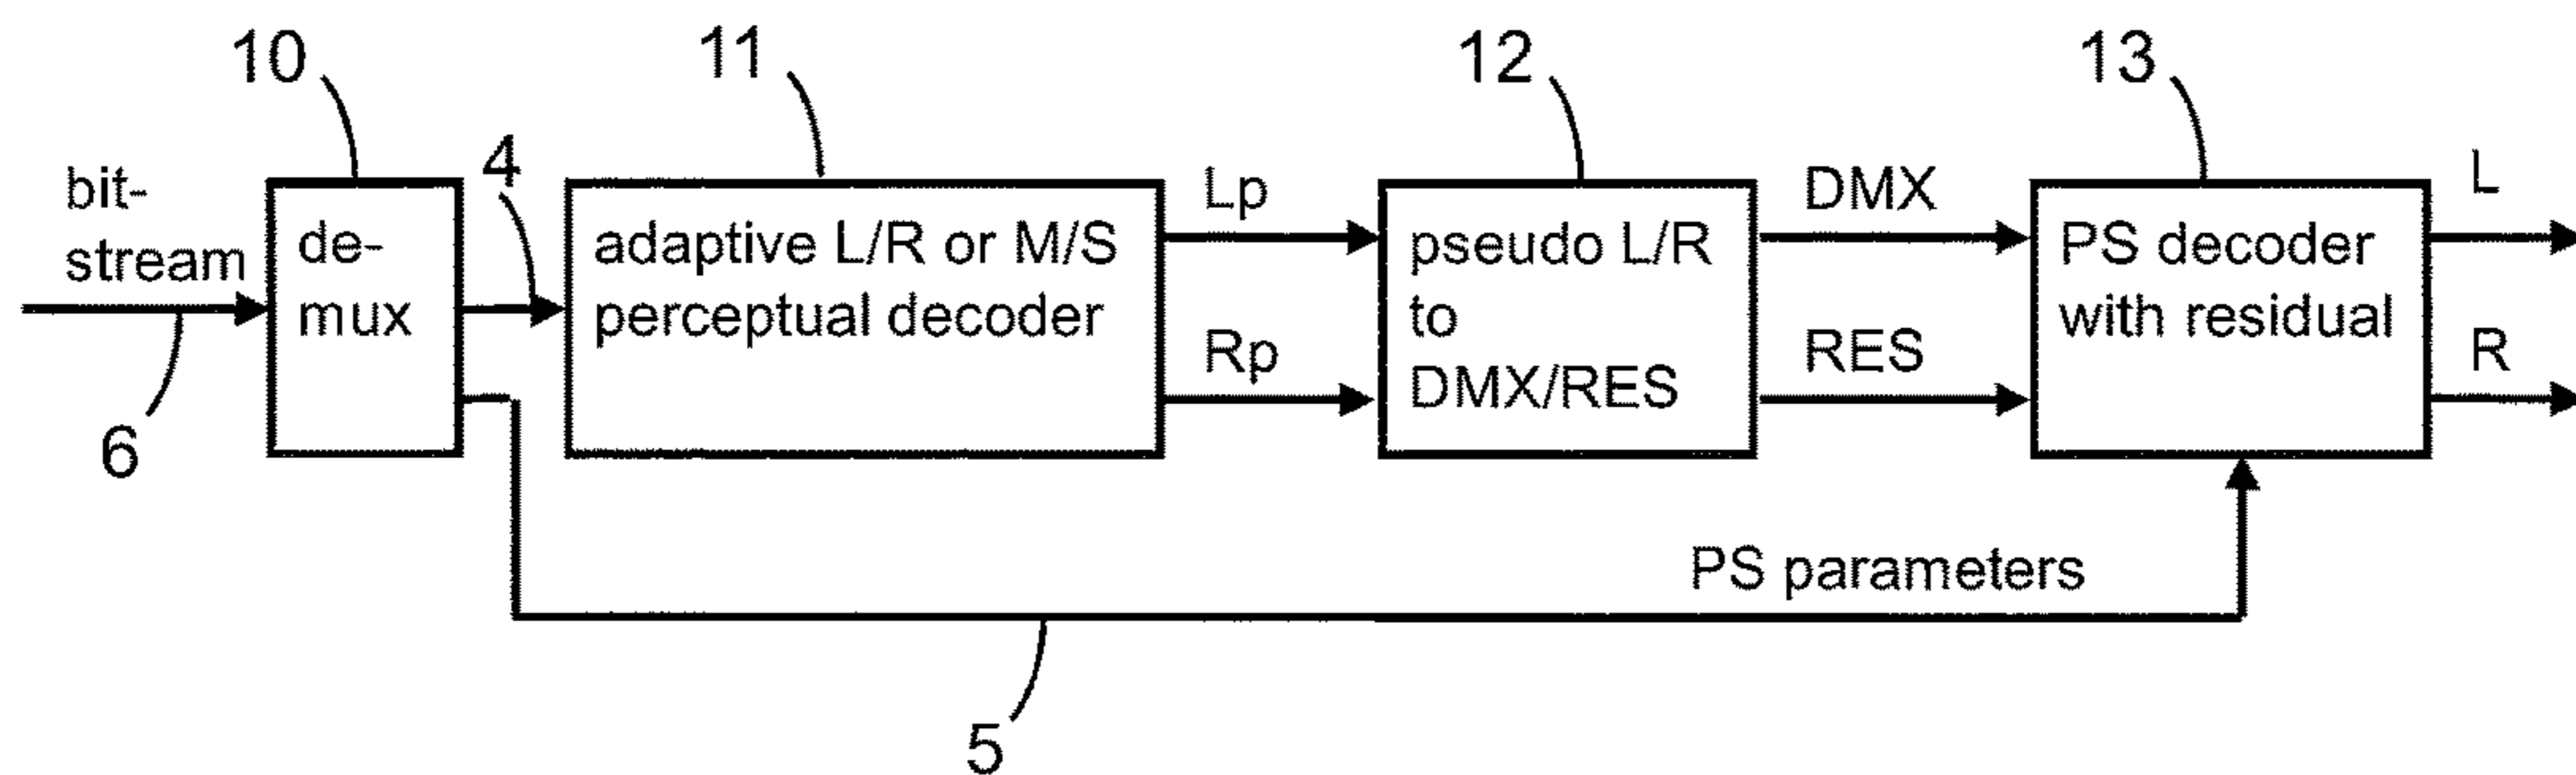 10
11
12
13
4
bit-
stream
6
de-
mux
adaptive L/R or M/S
perceptual decoder
Lp
Rp
pseudo L/R
to
DMX/RES
DMX
RES
PS decoder
with residual
L
R
PS parameters
5